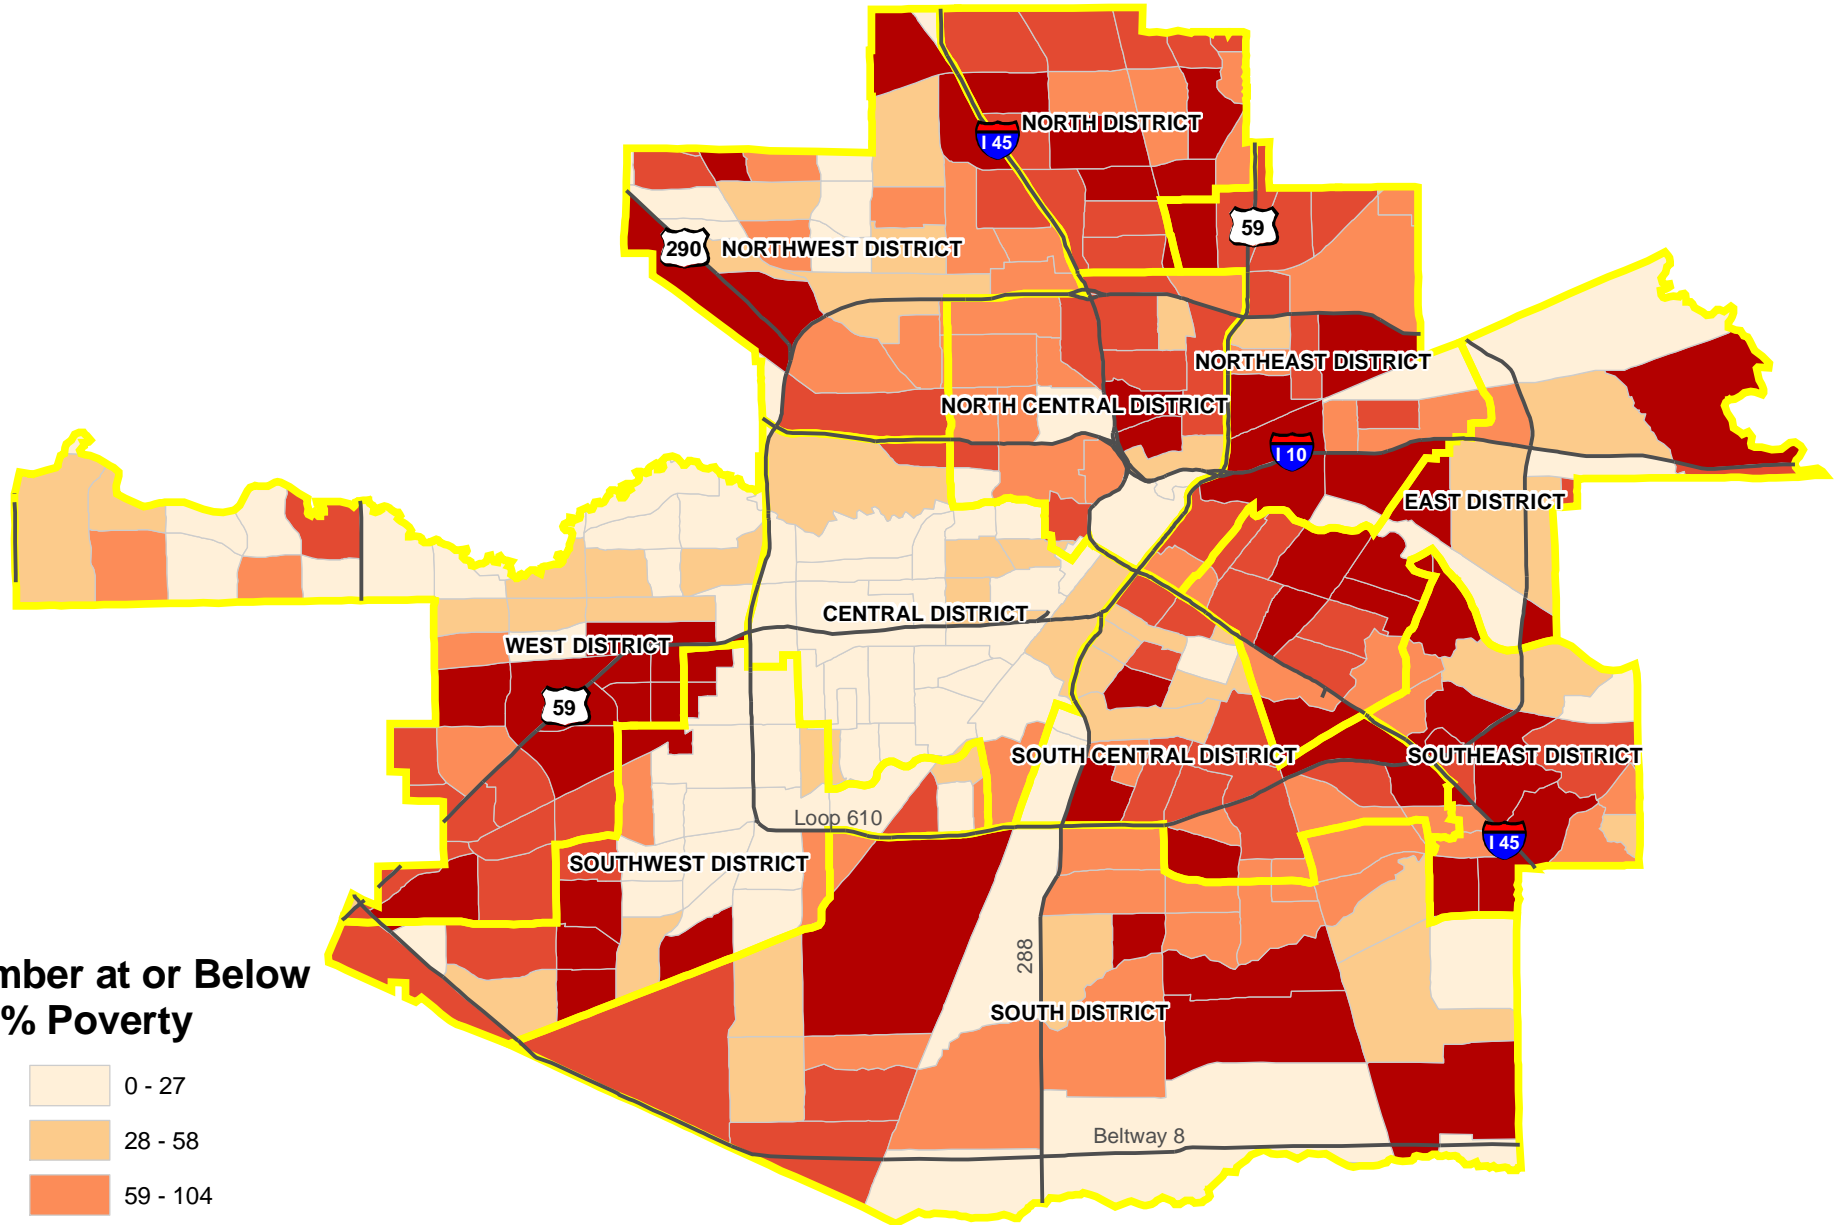 NORTH DISTRICT
I 45
59
290
NORTHWEST DISTRICT
NORTHEAST DISTRICT
NORTH CENTRAL DISTRICT
I 10
EAST DISTRICT
CENTRAL DISTRICT
WEST DISTRICT
59
SOUTH CENTRAL DISTRICT
SOUTHEAST DISTRICT
Loop 610
I 45
SOUTHWEST DISTRICT
288
SOUTH DISTRICT
Beltway 8
mber at or Below
% Poverty
0 - 27
28 - 58
59 - 104